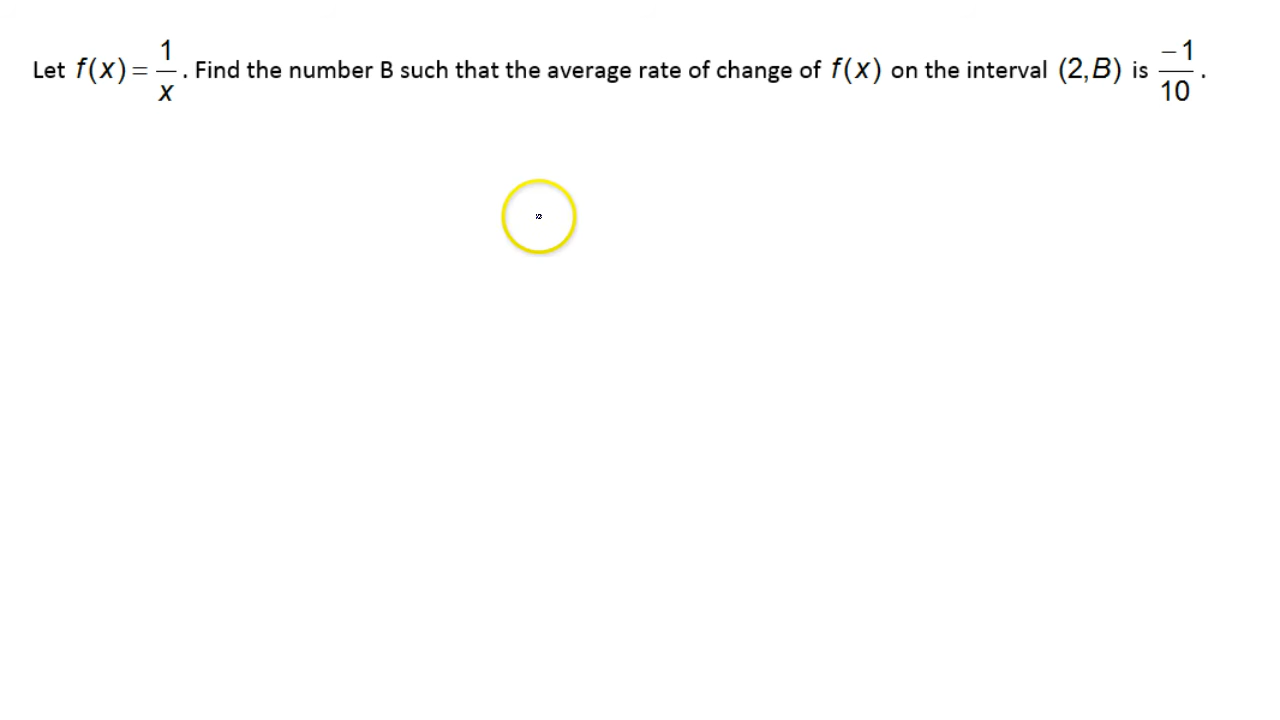 Let f(x) = 1/x. Find the number B such that the average rate of change of f(x) on the interval (2,B) is -1/10.